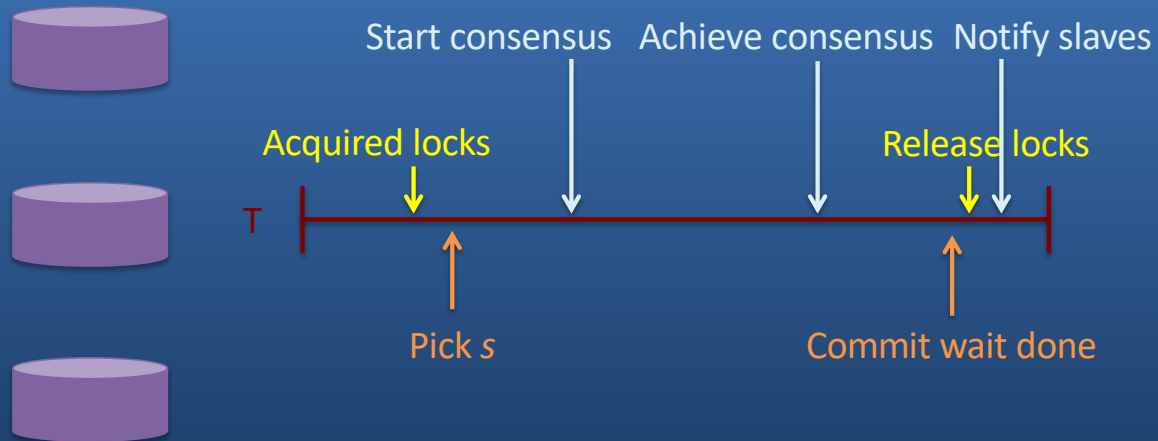 Start consensus
Achieve consensus
Notify slaves
Acquired locks
Release locks
T
Pick s
Commit wait done